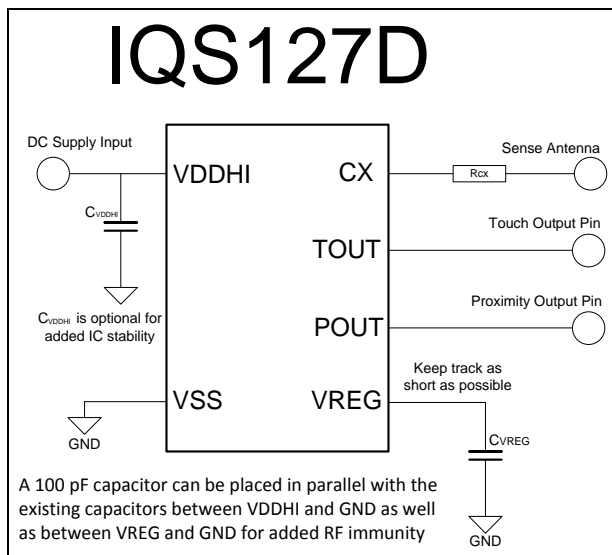 IQS127D
DC Supply Input
VDDHI
CX
Rcx
Sense Antenna
CVDDHI
TOUT
Touch Output Pin
CVDDHI is optional for
added IC stability
POUT
Proximity Output Pin
Keep track as
short as possible
VSS
VREG
GND
CVREG
A 100 pF capacitor can be placed in parallel with the
existing capacitors between VDDHI and GND as well
as between VREG and GND for added RF immunity
GND